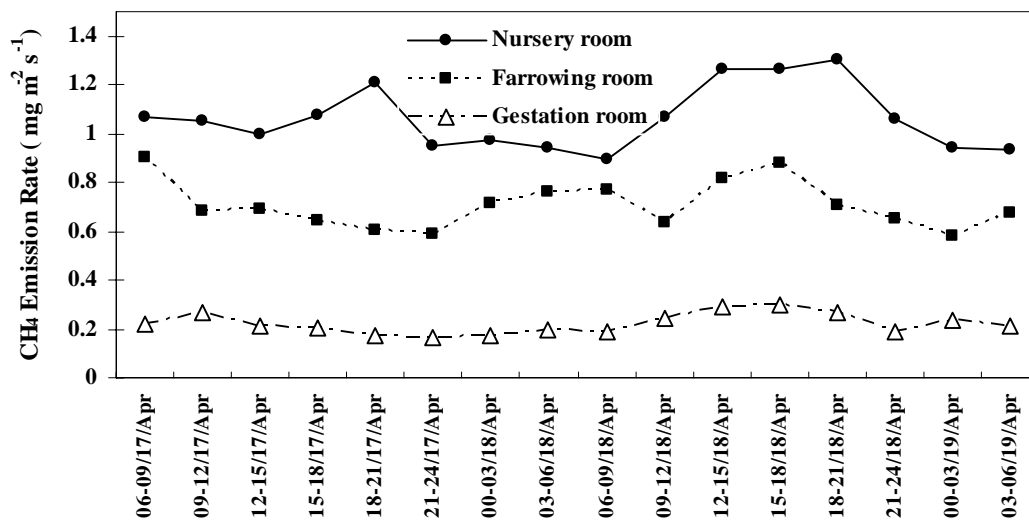 CH4 Emission Rate ( mg m-2 s-1)
1.4
1.2
1
0.8
0.6
0.4
0.2
0
Nursery room
Farrowing room
Gestation room
06-09/17/Apr
09-12/17/Apr
12-15/17/Apr
15-18/17/Apr
18-21/17/Apr
21-24/17/Apr
00-03/18/Apr
03-06/18/Apr
06-09/18/Apr
09-12/18/Apr
12-15/18/Apr
15-18/18/Apr
18-21/18/Apr
21-24/18/Apr
00-03/19/Apr
03-06/19/Apr